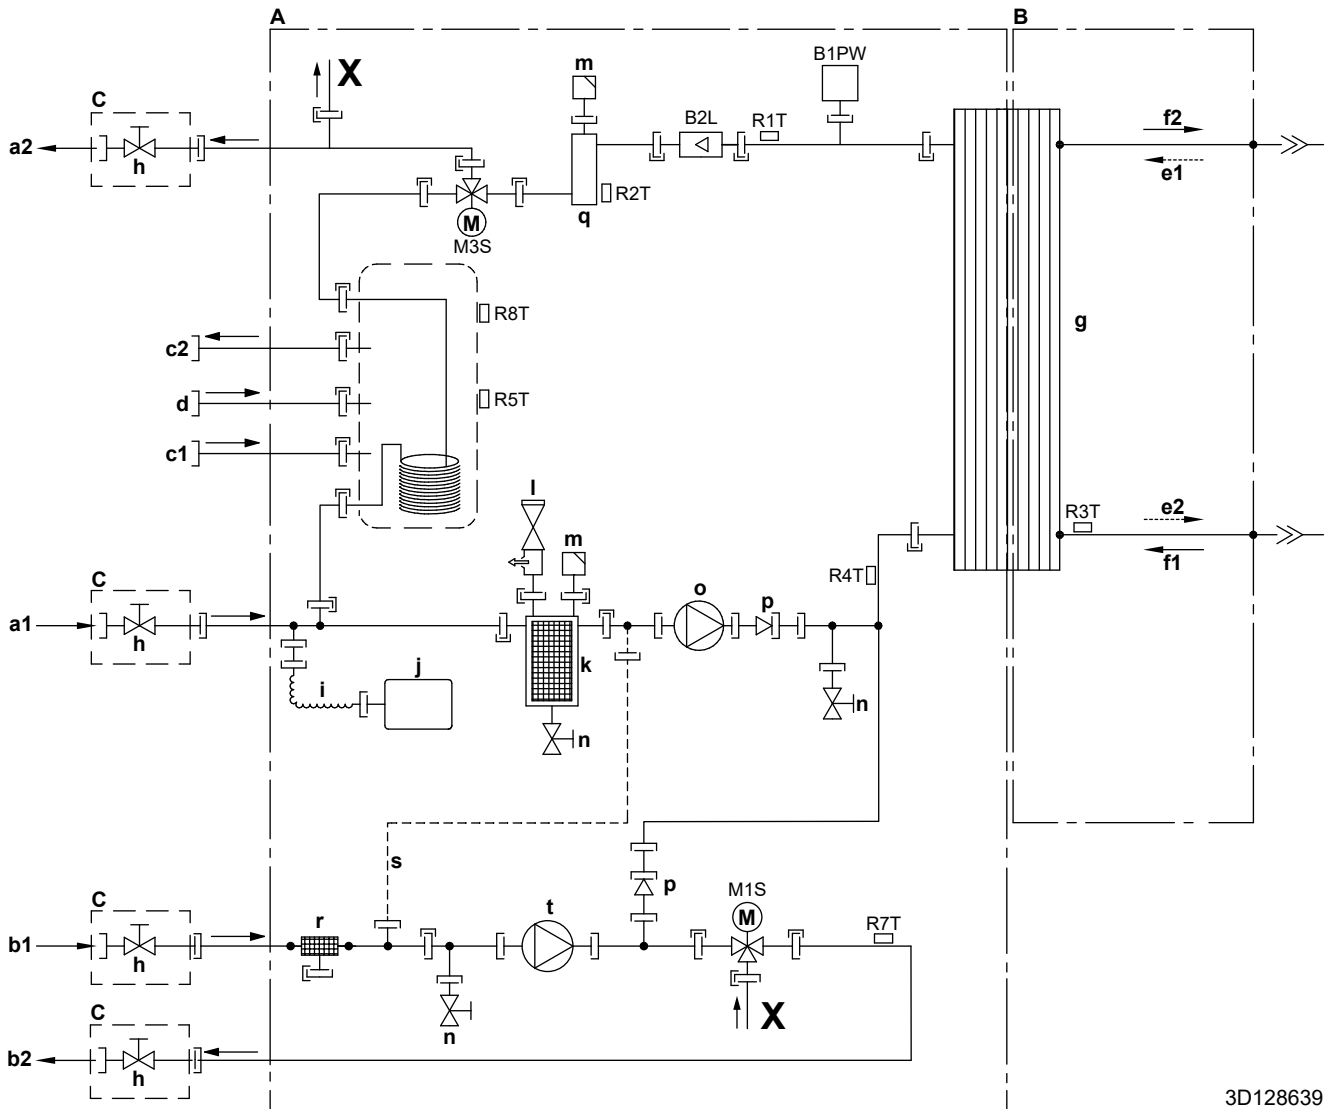 A B
X m B1PW
C B2L R1T f2
a2 h e1
R2T
M q
M3S
R8T g
c2
d R5T
c1
l R3T e2
m f1
C o R4T
a1 p
h k
j
i n n
s p M1S
C t M R7T
r
b1
h X
C n
b2 h
3D128639